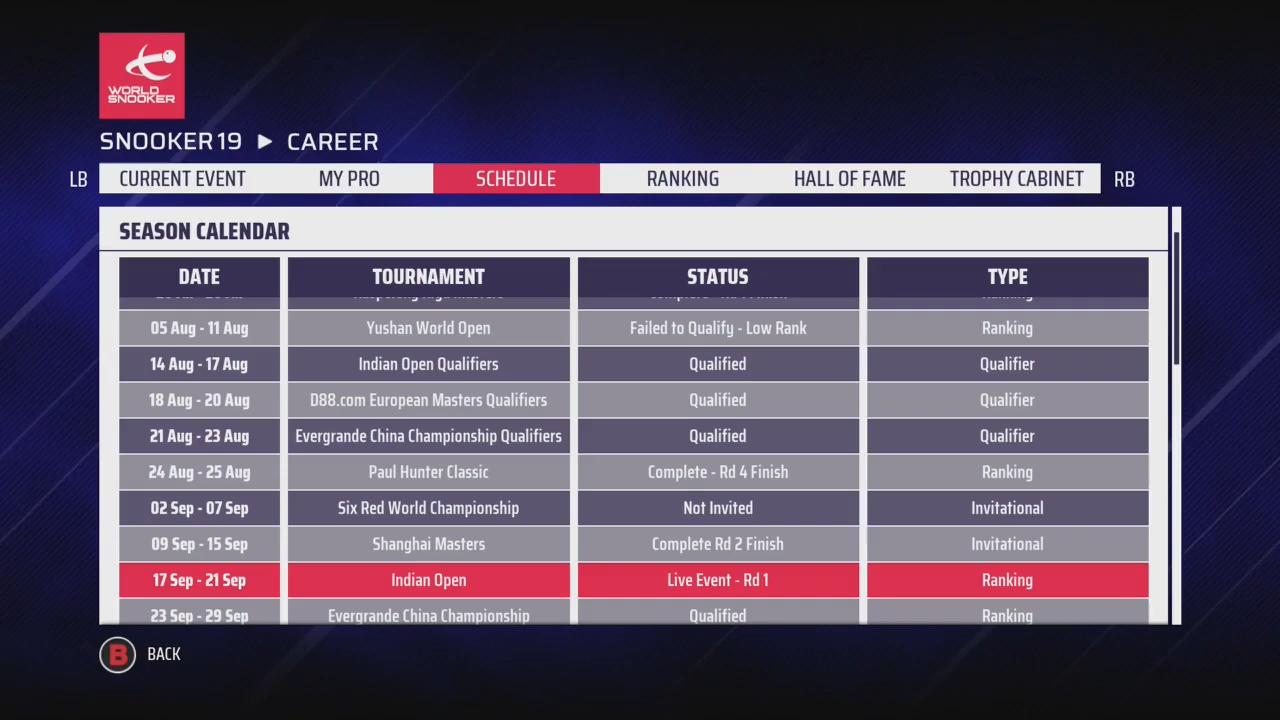 WORLD
SNOOKER
SNOOKER 19 ▶ CAREER
LB CURRENT EVENT MY PRO SCHEDULE RANKING HALL OF FAME TROPHY CABINET RB
SEASON CALENDAR
DATE TOURNAMENT STATUS TYPE
05 Aug - 11 Aug Yushan World Open Failed to Qualify - Low Rank Ranking
14 Aug - 17 Aug Indian Open Qualifiers Qualified Qualifier
18 Aug - 20 Aug D88.com European Masters Qualifiers Qualified Qualifier
21 Aug - 23 Aug Evergrande China Championship Qualifiers Qualified Qualifier
24 Aug - 25 Aug Paul Hunter Classic Complete - Rd 4 Finish Ranking
02 Sep - 07 Sep Six Red World Championship Not Invited Invitational
09 Sep - 15 Sep Shanghai Masters Complete Rd 2 Finish Invitational
17 Sep - 21 Sep Indian Open Live Event - Rd 1 Ranking
23 Sep - 29 Sep Evergrande China Championship Qualified Ranking
B BACK